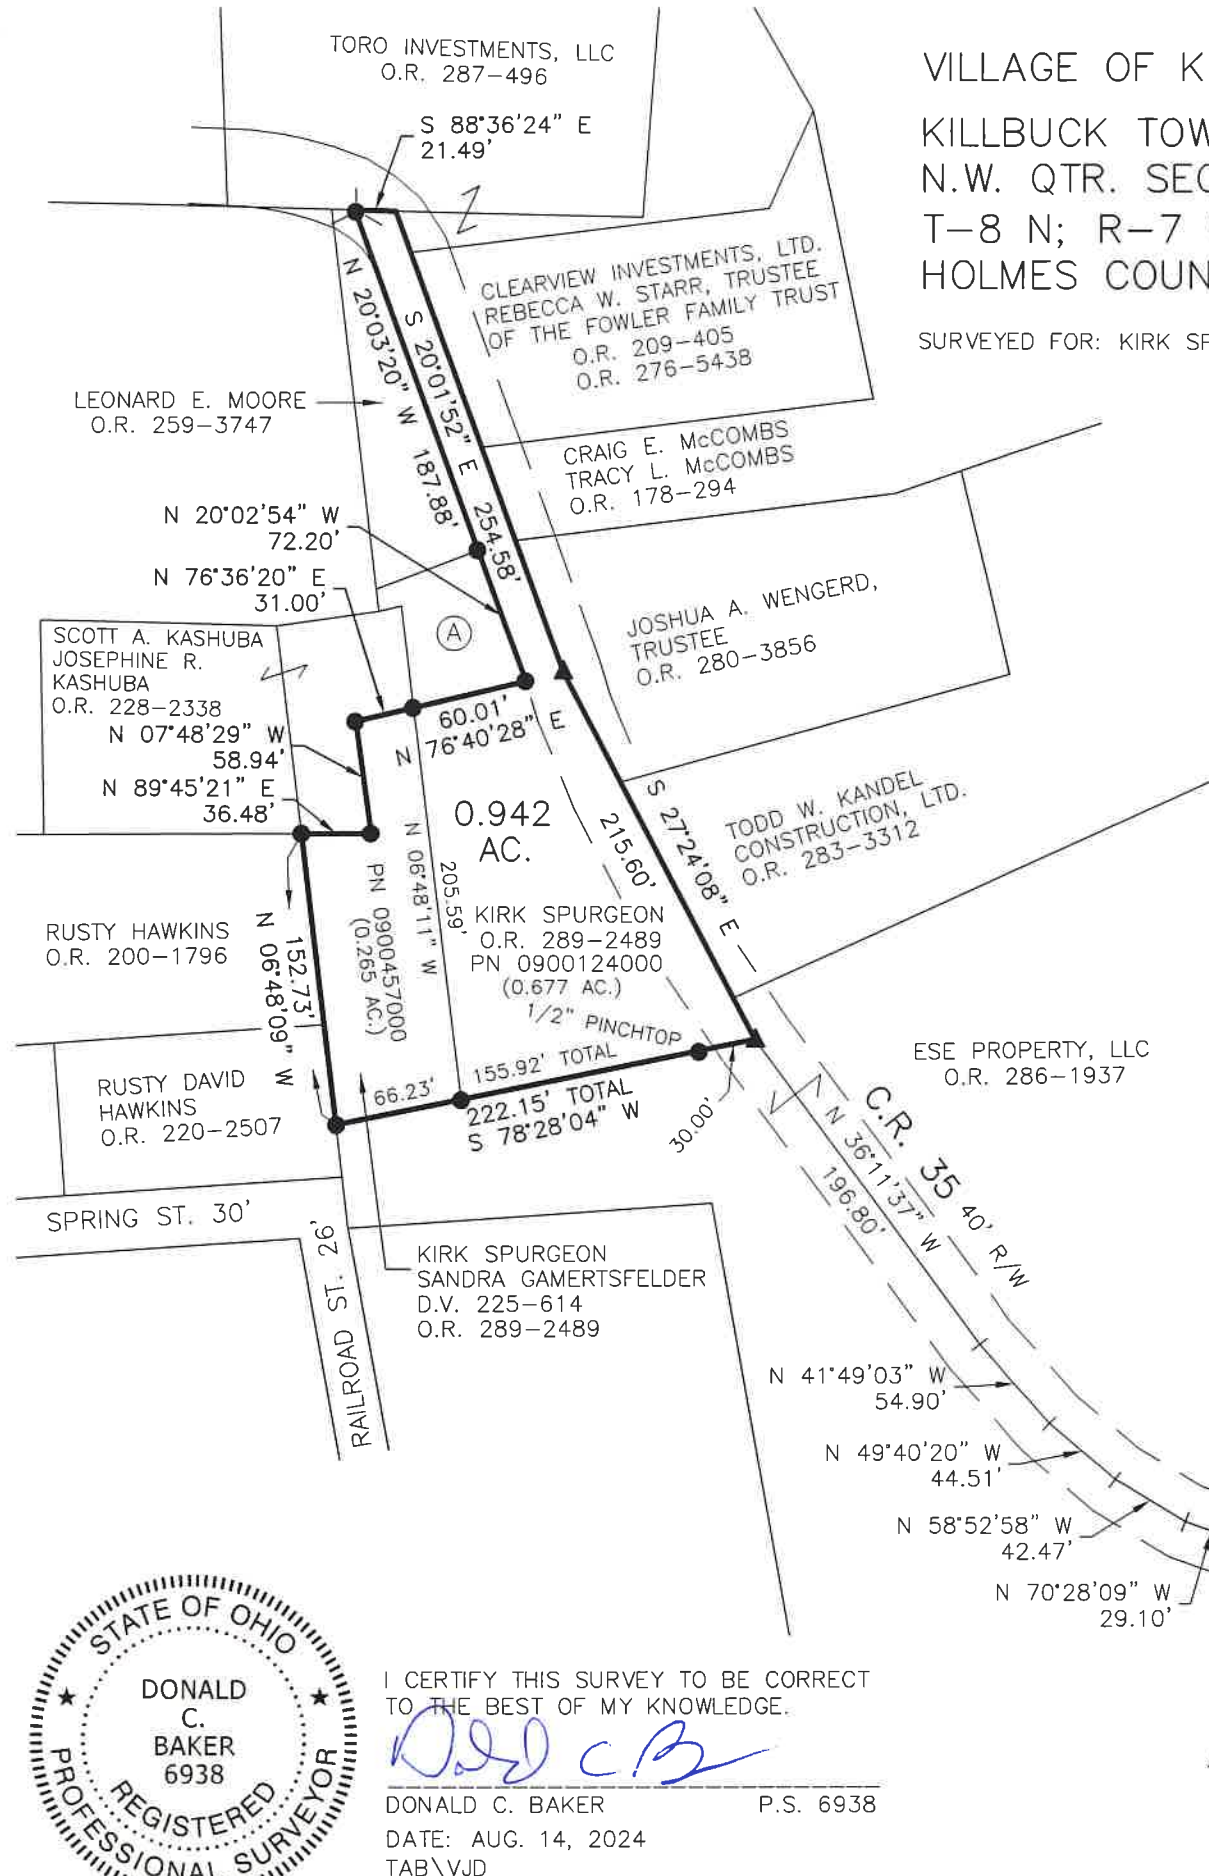 TORO INVESTMENTS, LLC
O.R. 287-496
S 88°36'24" E
21.49'
VILLAGE OF K
KILLBUCK TOW
N.W. QTR. SEC
T-8 N; R-7
HOLMES COUN
SURVEYED FOR: KIRK SP
CLEARVIEW INVESTMENTS, LTD.
REBECCA W. STARR, TRUSTEE
OF THE FOWLER FAMILY TRUST
O.R. 209-405
O.R. 276-5438
N 20°03'20" W 187.88'
S 20°01'52" E 254.58'
LEONARD E. MOORE
O.R. 259-3747
CRAIG E. McCOMBS
TRACY L. McCOMBS
O.R. 178-294
N 20°02'54" W
72.20'
N 76°36'20" E
31.00'
A
JOSHUA A. WENGERD,
TRUSTEE
O.R. 280-3856
SCOTT A. KASHUBA
JOSEPHINE R.
KASHUBA
O.R. 228-2338
N 07°48'29" W
58.94'
N 89°45'21" E
36.48'
60.01'
N 76°40'28" E
0.942
AC.
S 27°24'08" E
215.60'
TODD W. KANDEL
CONSTRUCTION, LTD.
O.R. 283-3312
N 06°48'11" W
205.59'
PN 0900457000
(0.265 AC.)
KIRK SPURGEON
O.R. 289-2489
PN 0900124000
(0.677 AC.)
1/2" PINCHTOP
RUSTY HAWKINS
O.R. 200-1796
152.73'
N 06°48'09" W
RUSTY DAVID
HAWKINS
O.R. 220-2507
66.23'
155.92' TOTAL
222.15' TOTAL
S 78°28'04" W
30.00'
ESE PROPERTY, LLC
O.R. 286-1937
C.R. 35 40' R/W
N 36°11'37" W
196.80'
SPRING ST. 30'
RAILROAD ST. 26'
KIRK SPURGEON
SANDRA GAMERTSFELDER
D.V. 225-614
O.R. 289-2489
N 41°49'03" W
54.90'
N 49°40'20" W
44.51'
N 58°52'58" W
42.47'
N 70°28'09" W
29.10'
STATE OF OHIO
DONALD
C.
BAKER
6938
REGISTERED
PROFESSIONAL SURVEYOR
I CERTIFY THIS SURVEY TO BE CORRECT
TO THE BEST OF MY KNOWLEDGE.
DONALD C. BAKER P.S. 6938
DATE: AUG. 14, 2024
TAB\VJD